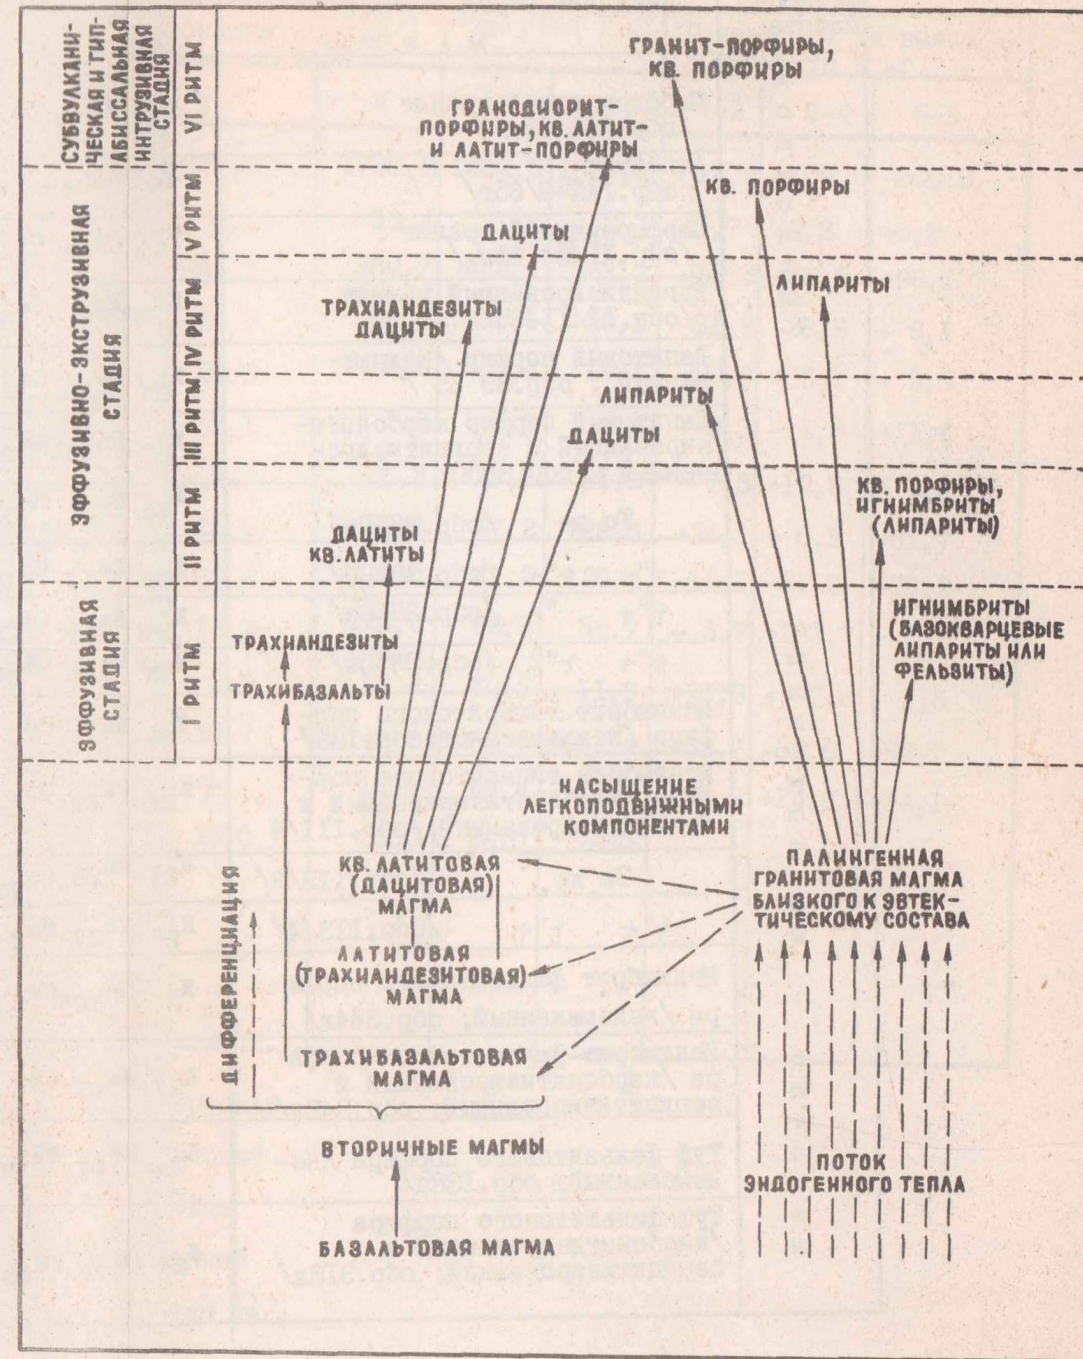 СУБВУЛКАНИ-
ЧЕСКАЯ И ГИП-
АБИССАЛЬНАЯ
ИНТРУЗИВНАЯ
СТАДИЯ
VI РИТМ
ГРАНИТ-ПОРФИРЫ,
КВ. ПОРФИРЫ
ГРАНОДИОРИТ-
ПОРФИРЫ, КВ. ЛАТИТ-
И ЛАТИТ-ПОРФИРЫ
ЭФФУЗИВНО-ЭКСТРУЗИВНАЯ
СТАДИЯ
V РИТМ
КВ. ПОРФИРЫ
ДАЦИТЫ
IV РИТМ
ЛИПАРИТЫ
ТРАХИАНДЕЗИТЫ
ДАЦИТЫ
III РИТМ
ЛИПАРИТЫ
ДАЦИТЫ
II РИТМ
КВ. ПОРФИРЫ,
ИГНИМБРИТЫ
(ЛИПАРИТЫ)
ДАЦИТЫ
КВ. ЛАТИТЫ
ЭФФУЗИВНАЯ
СТАДИЯ
I РИТМ
ИГНИМБРИТЫ
(БАЗОКВАРЦЕВЫЕ
ЛИПАРИТЫ ИЛИ
ФЕЛЬЗИТЫ)
ТРАХИАНДЕЗИТЫ
ТРАХИБАЗАЛЬТЫ
НАСЫЩЕНИЕ
ЛЕГКОПОДВИЖНЫМИ
КОМПОНЕНТАМИ
КВ. ЛАТИТОВАЯ
(ДАЦИТОВАЯ)
МАГМА
ПАЛИНГЕННАЯ
ГРАНИТОВАЯ МАГМА
БЛИЗКОГО К ЭВТЕК-
ТИЧЕСКОМУ СОСТАВА
ДИФФЕРЕНЦИАЦИЯ
ЛАТИТОВАЯ
(ТРАХИАНДЕЗИТОВАЯ)
МАГМА
ТРАХИБАЗАЛЬТОВАЯ
МАГМА
ВТОРИЧНЫЕ МАГМЫ
ПОТОК
ЭНДОГЕННОГО ТЕПЛА
БАЗАЛЬТОВАЯ МАГМА